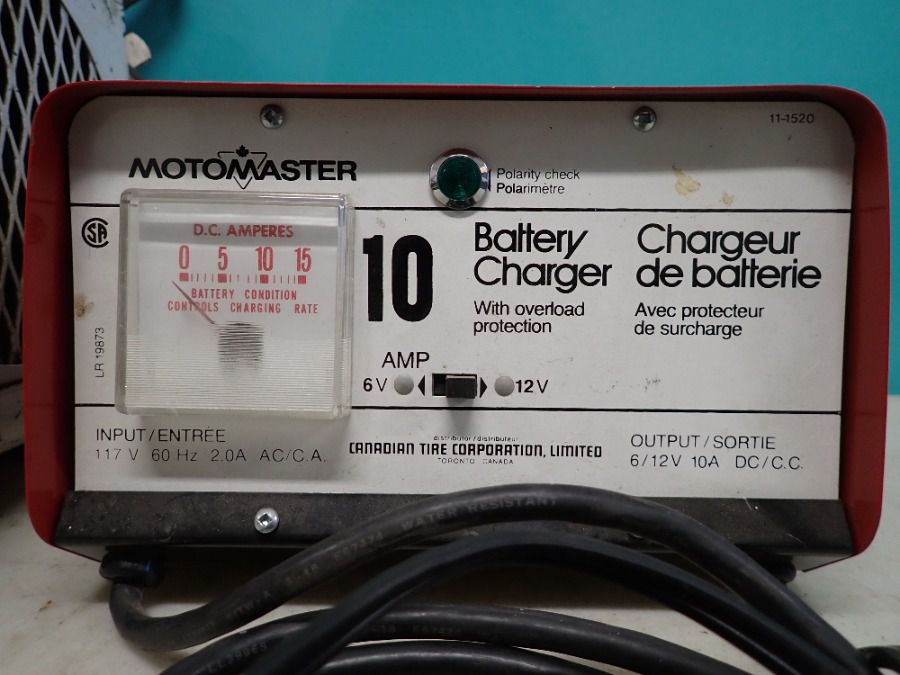 11-1520
MOTOMASTER
Polarity check
Polarimètre
SA
D.C. AMPERES
0 5 10 15
BATTERY CONDITION
CONTROLS CHARGING RATE
LR 19873
10
AMP
Battery
Charger
With overload
protection
Chargeur
de batterie
Avec protecteur
de surcharge
6V 12V
INPUT/ENTRÉE
117 V 60 Hz 2.0A AC/C.A.
distributor/distributeur
CANADIAN TIRE CORPORATION, LIMITED
TORONTO CANADA
OUTPUT/SORTIE
6/12V 10A DC/C.C.
WATER RESISTANT